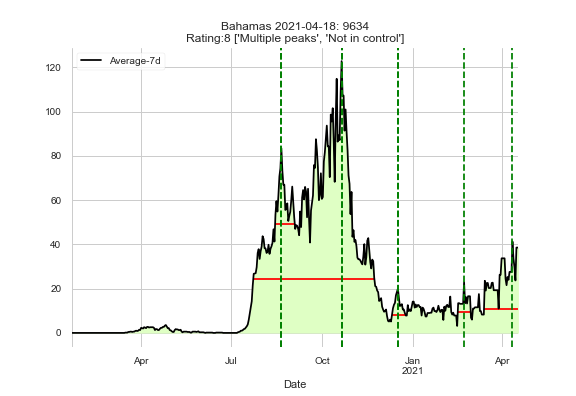 Bahamas 2021-04-18: 9634
Rating:8 ['Multiple peaks', 'Not in control']
Average-7d
120
100
80
60
40
20
0
Apr
Jul
Oct
Jan
2021
Apr
Date